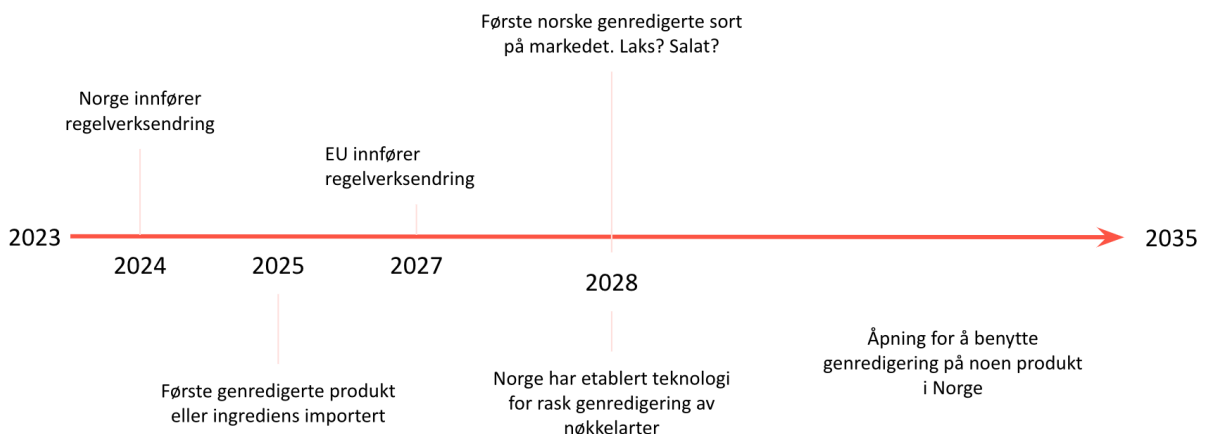 Første norske genredigerte sort
på markedet. Laks? Salat?
Norge innfører
regelverksendring
EU innfører
regelverksendring
2023
2035
2024
2025
2027
2028
Første genredigerte produkt
eller ingrediens importert
Norge har etablert teknologi
for rask genredigering av
nøkkelarter
Åpning for å benytte
genredigering på noen produkt
i Norge